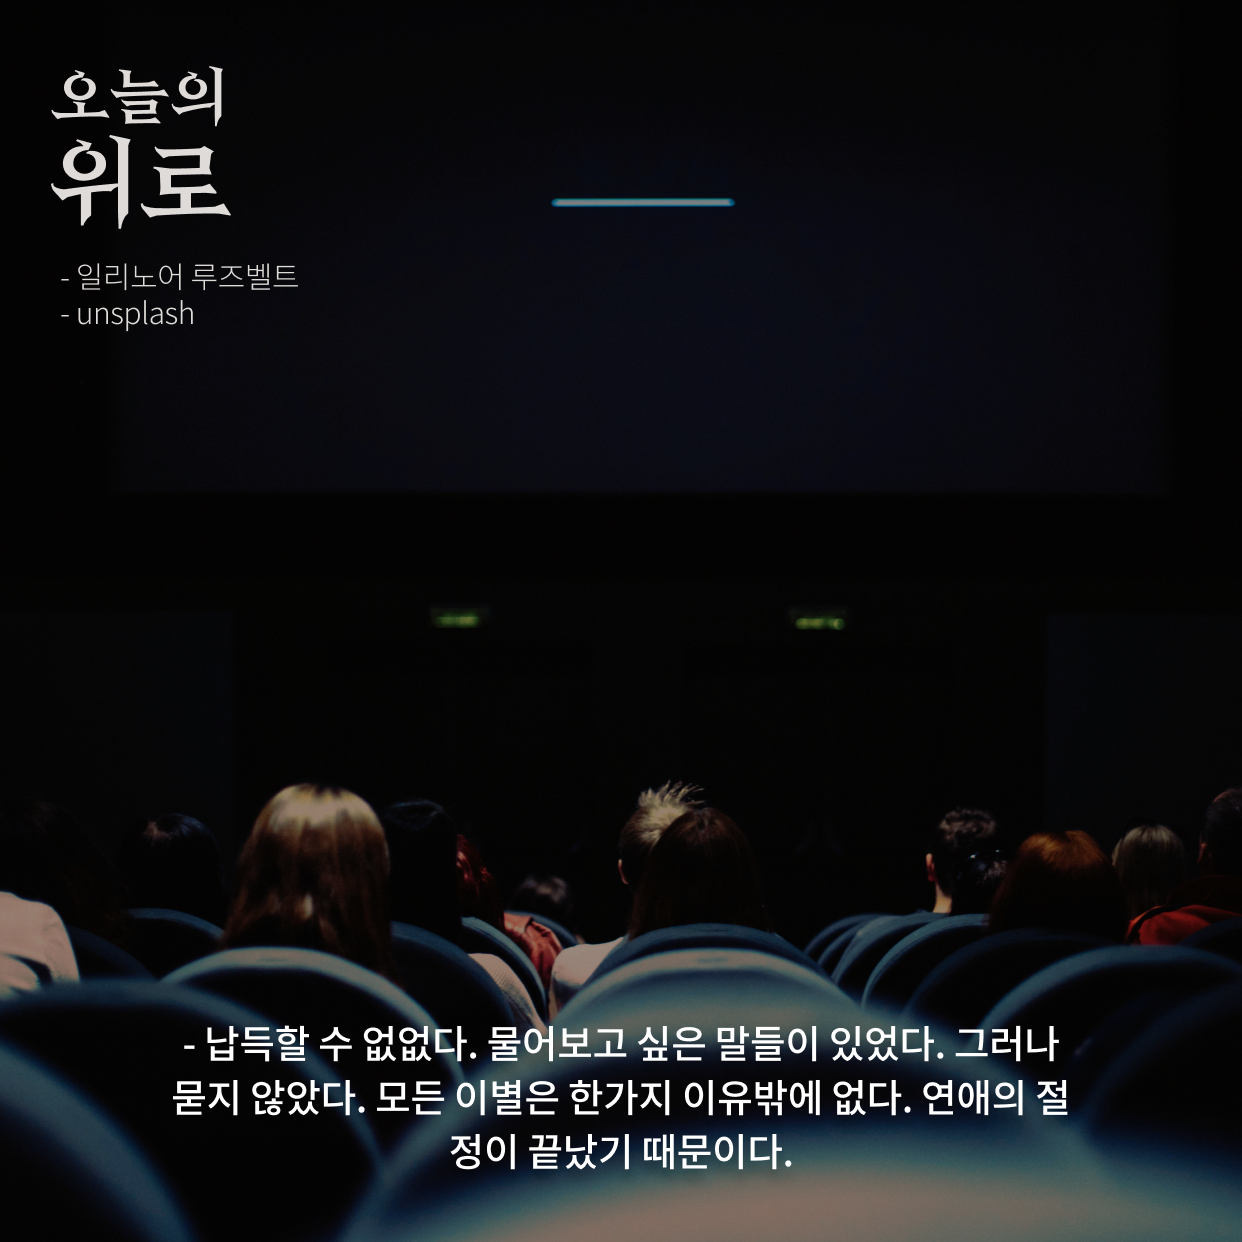 오늘의
위로
- 일리노어 루즈벨트
- unsplash
- 납득할 수 없없다. 물어보고 싶은 말들이 있었다. 그러나
묻지 않았다. 모든 이별은 한가지 이유밖에 없다. 연애의 절
정이 끝났기 때문이다.